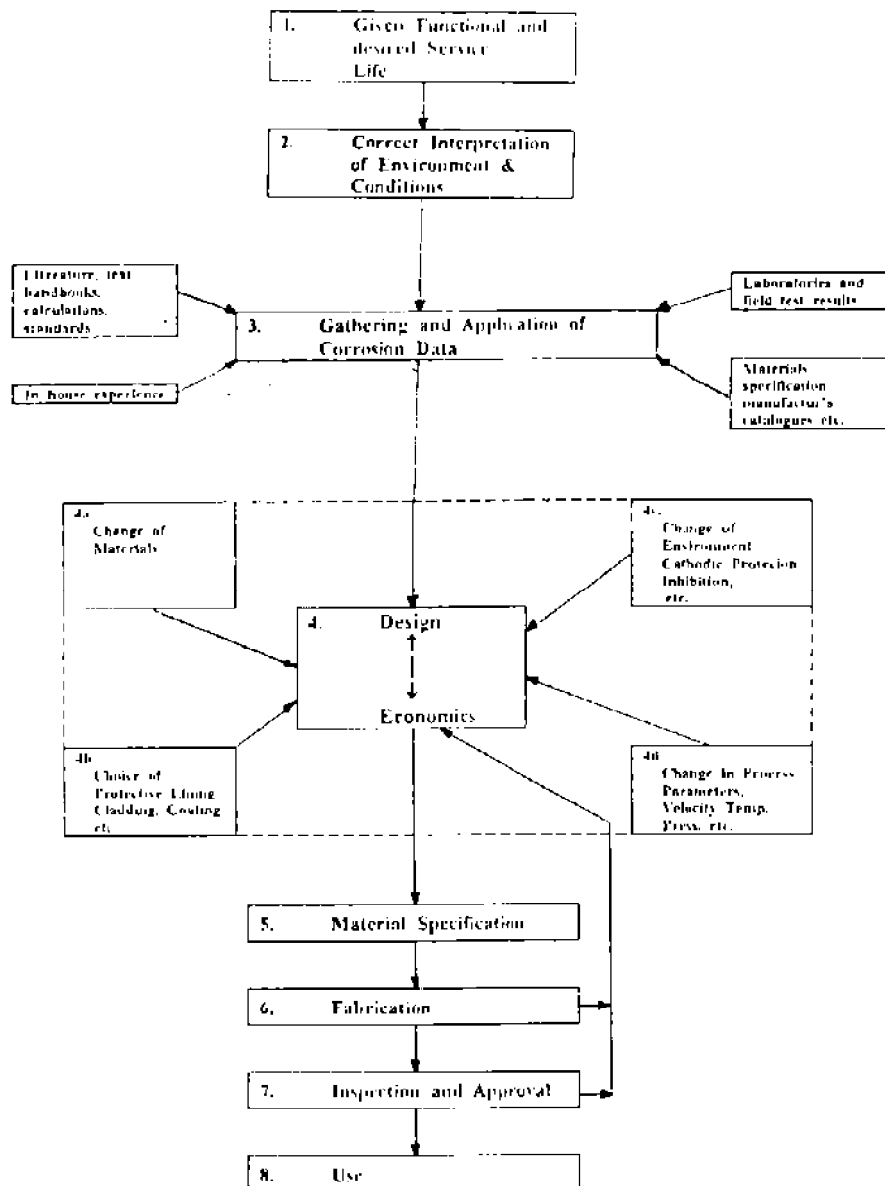 1. Given Functional and
desired Service
Life
2. Correct Interpretation
of Environment &
Conditions
Literature, text
handbooks,
calculations,
standards
Laboratories and
field test results
3. Gathering and Application of
Corrosion Data
In house experience
Materials
specification
manufactur's
catalogues etc.
4a
Change of
Materials
4c.
Change of
Environment
Cathodic Protecion
Inhibition,
etc.
4. Design
Economics
4b
Choice of
Protective Lining
Cladding, Coating
etc
4d
Change in Process
Parameters,
Velocity Temp.
Press. etc.
5. Material Specification
6. Fabrication
7. Inspection and Approval
8. Use